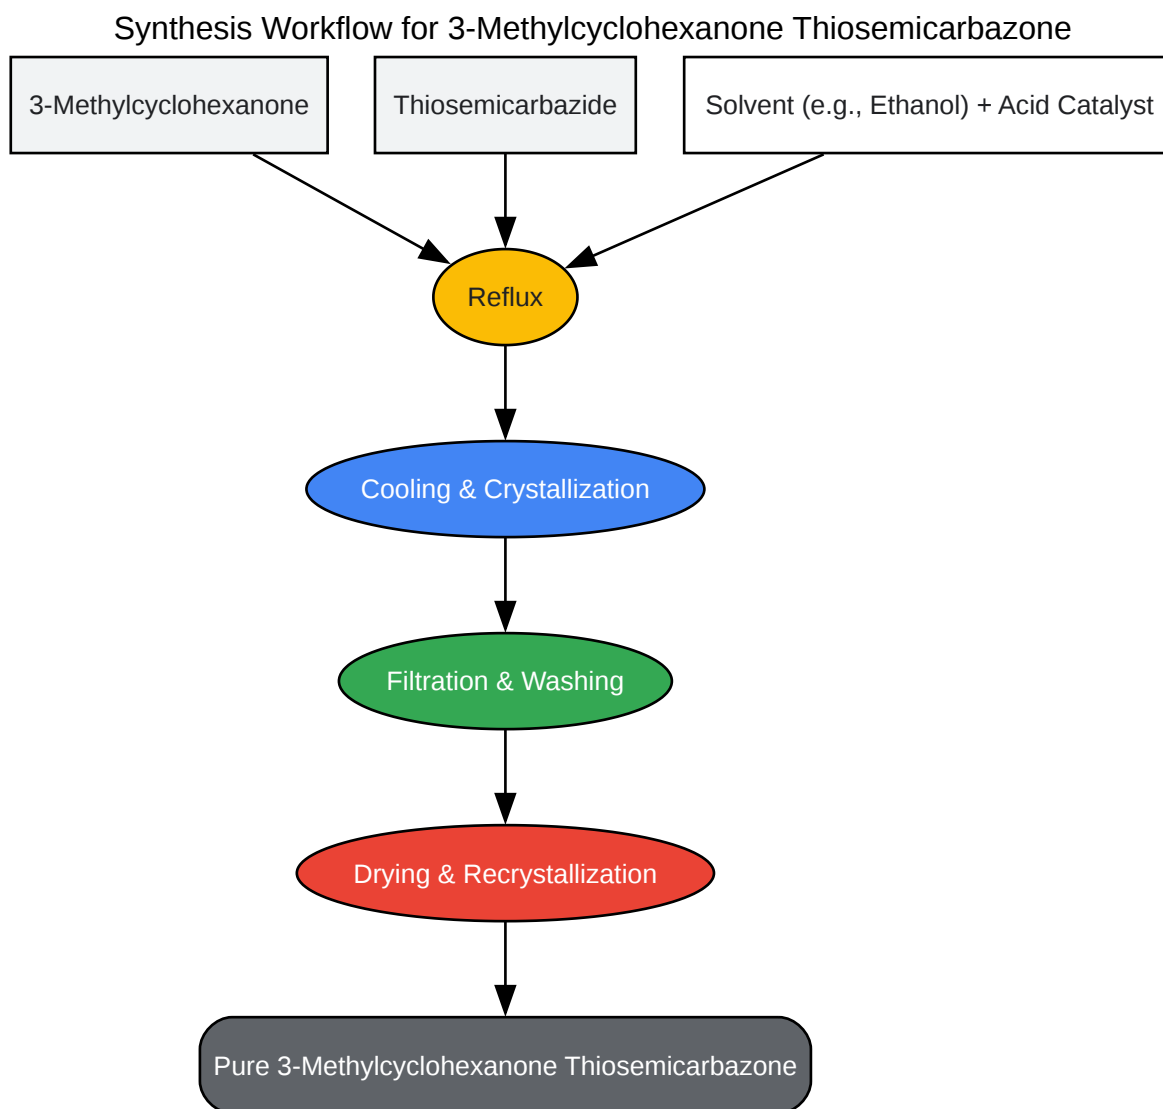 Synthesis Workflow for 3-Methylcyclohexanone Thiosemicarbazone
3-Methylcyclohexanone
Thiosemicarbazide
Solvent (e.g., Ethanol) + Acid Catalyst
Reflux
Cooling & Crystallization
Filtration & Washing
Drying & Recrystallization
Pure 3-Methylcyclohexanone Thiosemicarbazone